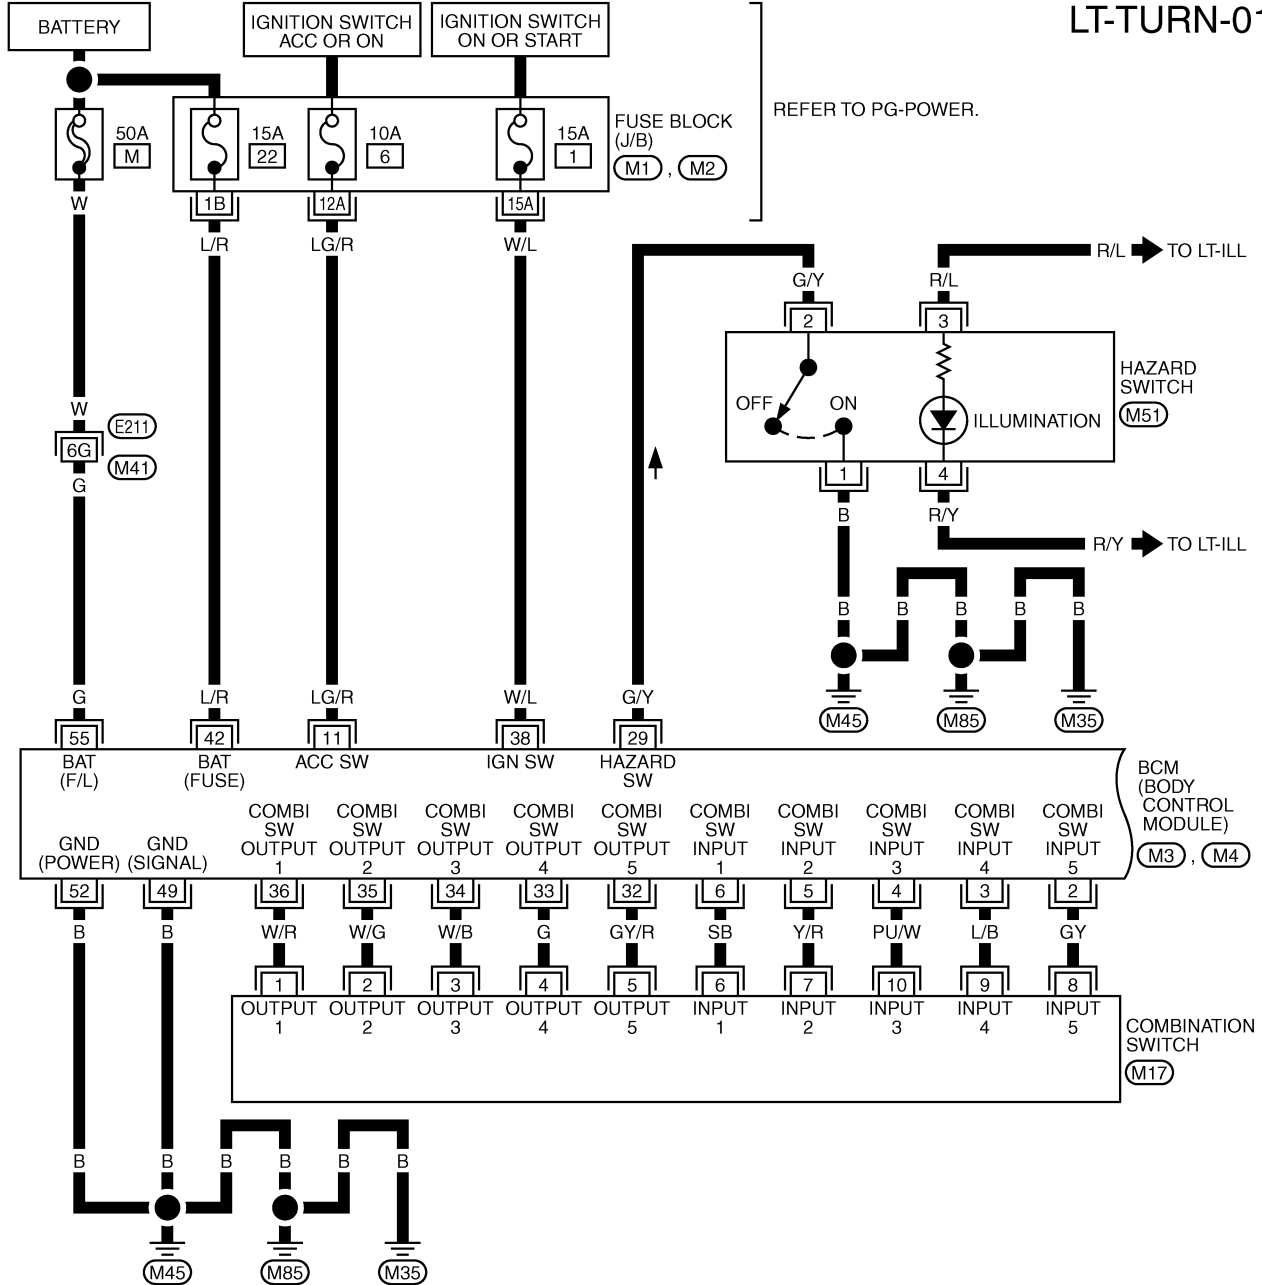 LT-TURN-01
BATTERY
IGNITION SWITCH
ACC OR ON
IGNITION SWITCH
ON OR START
REFER TO PG-POWER.
50A
M
15A
22
10A
6
15A
1
FUSE BLOCK
(J/B)
M1 , M2
1B
12A
15A
W
L/R
LG/R
W/L
G/Y
R/L
R/L TO LT-ILL
2
3
HAZARD
SWITCH
M51
OFF
ON
ILLUMINATION
1
4
W
E211
6G
M41
G
B
R/Y
R/Y TO LT-ILL
B
B
B
B
B
M45
M85
M35
G
L/R
LG/R
W/L
G/Y
55
42
11
38
29
BAT
(F/L)
BAT
(FUSE)
ACC SW
IGN SW
HAZARD
SW
BCM
(BODY
CONTROL
MODULE)
M3 , M4
GND
(POWER)
GND
(SIGNAL)
COMBI
SW
OUTPUT
1
COMBI
SW
OUTPUT
2
COMBI
SW
OUTPUT
3
COMBI
SW
OUTPUT
4
COMBI
SW
OUTPUT
5
COMBI
SW
INPUT
1
COMBI
SW
INPUT
2
COMBI
SW
INPUT
3
COMBI
SW
INPUT
4
COMBI
SW
INPUT
5
52
49
36
35
34
33
32
6
5
4
3
2
B
B
W/R
W/G
W/B
G
GY/R
SB
Y/R
PU/W
L/B
GY
1
2
3
4
5
6
7
10
9
8
OUTPUT
1
OUTPUT
2
OUTPUT
3
OUTPUT
4
OUTPUT
5
INPUT
1
INPUT
2
INPUT
3
INPUT
4
INPUT
5
COMBINATION
SWITCH
M17
B
B
B
B
B
B
M45
M85
M35